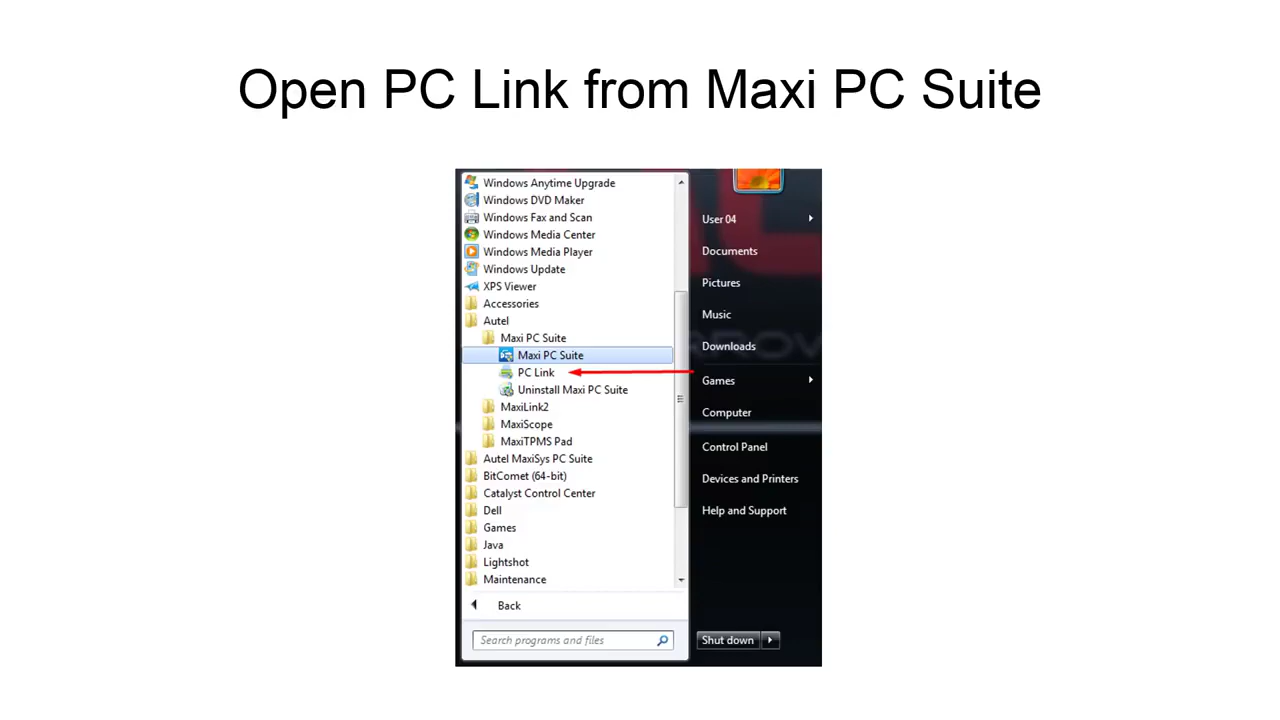 Open PC Link from Maxi PC Suite
Windows Anytime Upgrade
Windows DVD Maker
Windows Fax and Scan
Windows Media Center
Windows Media Player
Windows Update
XPS Viewer
Accessories
Autel
Maxi PC Suite
Maxi PC Suite
PC Link
Uninstall Maxi PC Suite
MaxiLink2
MaxiScope
MaxiTPMS Pad
Autel MaxiSys PC Suite
BitComet (64-bit)
Catalyst Control Center
Dell
Games
Java
Lightshot
Maintenance
Back
Search programs and files
User 04
Documents
Pictures
Music
Downloads
Games
Computer
Control Panel
Devices and Printers
Help and Support
Shut down